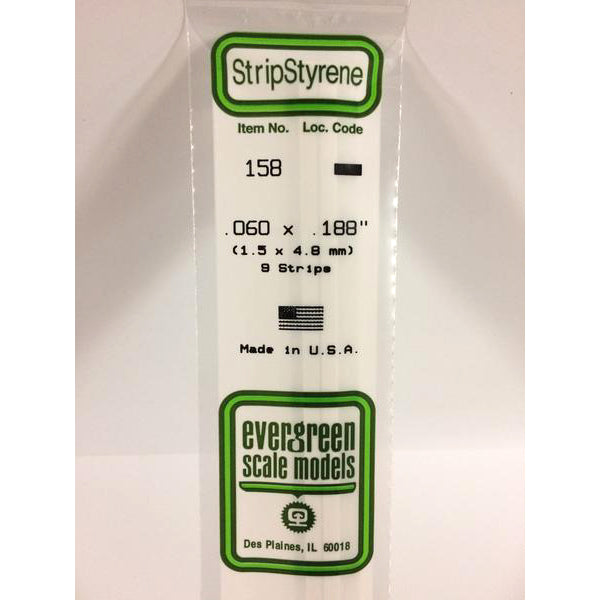 StripStyrene
Item No. Loc. Code
158
.060 x .188"
(1.5 x 4.8 mm)
9 Strips
Made in U.S.A.
evergreen
scale models
Des Plaines, IL 60018